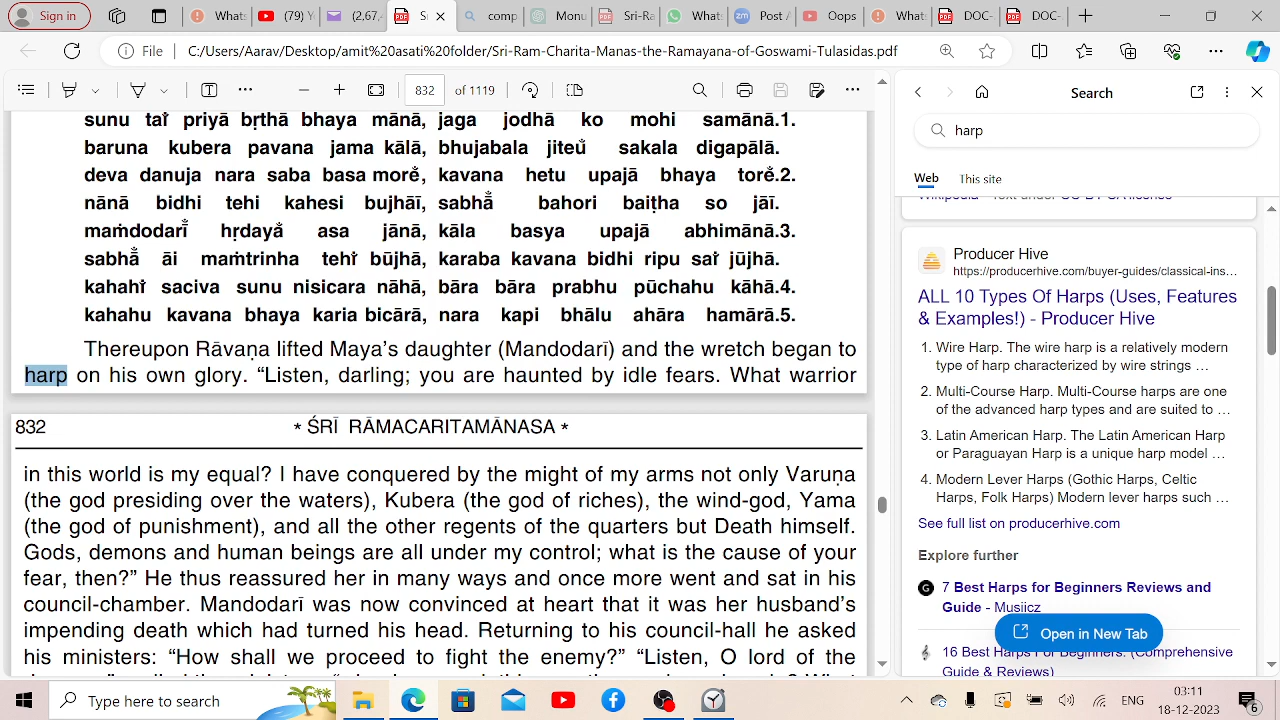 Sign in
What:
(79) Y
(2,67,
S
comp
Monu
Sri-Ra
Wha
Post /
Oops
What
DOC-
DOC-
File
C:/Users/Aarav/Desktop/amit%20asati%20folder/Sri-Ram-Charita-Manas-the-Ramayana-of-Goswami-Tulasidas.pdf
832 of 1119
sunu taĩ priyā bṛthā bhaya mānā, jaga jodhā ko mohi samānā.1.
baruna kubera pavana jama kālā, bhujabala jiteũ sakala digapālā.
deva danuja nara saba basa morẽ, kavana hetu upajā bhaya torẽ.2.
nānā bidhi tehi kahesi bujhāī, sabhā̃ bahori baiṭha so jāī.
maṁdodarī̃ hṛdayå̃ asa jānā, kāla basya upajā abhimānā.3.
sabhā̃ āi maṁtrinha tehĩ būjhā, karaba kavana bidhi ripu saĩ jūjhā.
kahahĩ saciva sunu nisicara nāhā, bāra bāra prabhu pūchahu kāhā.4.
kahahu kavana bhaya karia bicārā, nara kapi bhālu ahāra hamārā.5.
Thereupon Rāvaṇa lifted Maya’s daughter (Mandodarī) and the wretch began to
harp on his own glory. “Listen, darling; you are haunted by idle fears. What warrior
832 * ŚRĪ RĀMACARITAMĀNASA *
in this world is my equal? I have conquered by the might of my arms not only Varuṇa
(the god presiding over the waters), Kubera (the god of riches), the wind-god, Yama
(the god of punishment), and all the other regents of the quarters but Death himself.
Gods, demons and human beings are all under my control; what is the cause of your
fear, then?” He thus reassured her in many ways and once more went and sat in his
council-chamber. Mandodarī was now convinced at heart that it was her husband’s
impending death which had turned his head. Returning to his council-hall he asked
his ministers: “How shall we proceed to fight the enemy?” “Listen, O lord of the
Search
harp
Web This site
Producer Hive
https://producerhive.com/buyer-guides/classical-ins...
ALL 10 Types Of Harps (Uses, Features
& Examples!) - Producer Hive
1. Wire Harp. The wire harp is a relatively modern
type of harp characterized by wire strings ...
2. Multi-Course Harp. Multi-Course harps are one
of the advanced harp types and are suited to ...
3. Latin American Harp. The Latin American Harp
or Paraguayan Harp is a unique harp model ...
4. Modern Lever Harps (Gothic Harps, Celtic
Harps, Folk Harps) Modern lever harps such ...
See full list on producerhive.com
Explore further
7 Best Harps for Beginners Reviews and
Guide - Musiicz
Open in New Tab
16 Best Harps For Beginners: (Comprehensive
Guide & Reviews)
Type here to search
ENG
03:11
18-12-2023
6